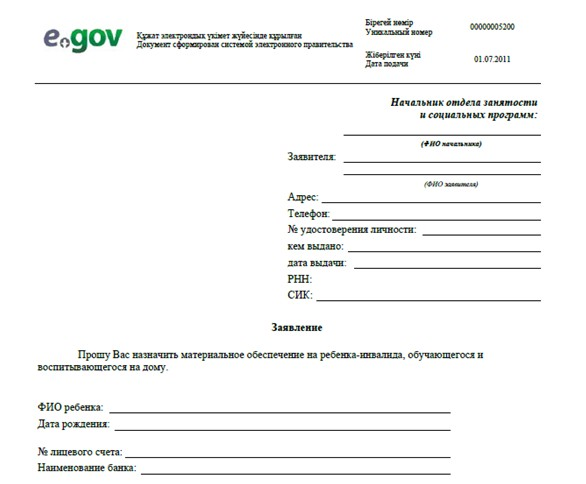 e.gov
Құжат электрондық үкімет жүйесінде құрылған
Документ сформирован системой электронного правительства
Бірегей нөмір
Уникальный номер
00000005200
Жіберілген күні
Дата подачи
01.07.2011
Начальник отдела занятости
и социальных программ:
(ФИО начальника)
Заявителя:
(ФИО заявителя)
Адрес:
Телефон:
№ удостоверения личности:
кем выдано:
дата выдачи:
РНН:
СИК:
Заявление
Прошу Вас назначить материальное обеспечение на ребенка-инвалида, обучающегося и
воспитывающегося на дому.
ФИО ребенка:
Дата рождения:
№ лицевого счета:
Наименование банка: